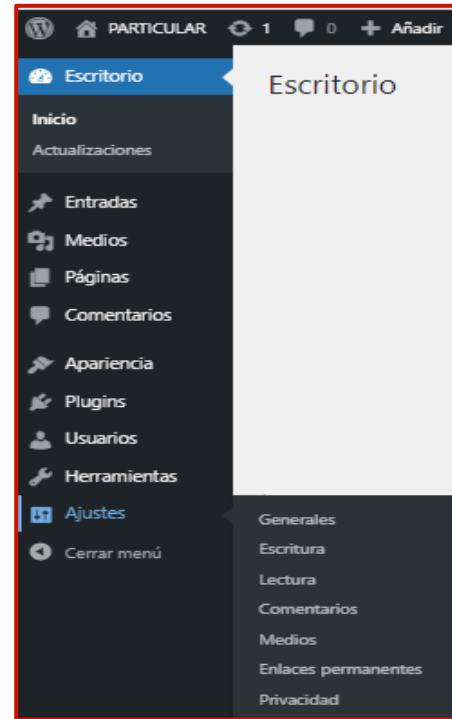 PARTICULAR 1 0 + Añadir
Escritorio
Escritorio
Inicio
Actualizaciones
Entradas
Medios
Páginas
Comentarios
Apariencia
Plugins
Usuarios
Herramientas
Ajustes
Cerrar menú
Generales
Escritura
Lectura
Comentarios
Medios
Enlaces permanentes
Privacidad